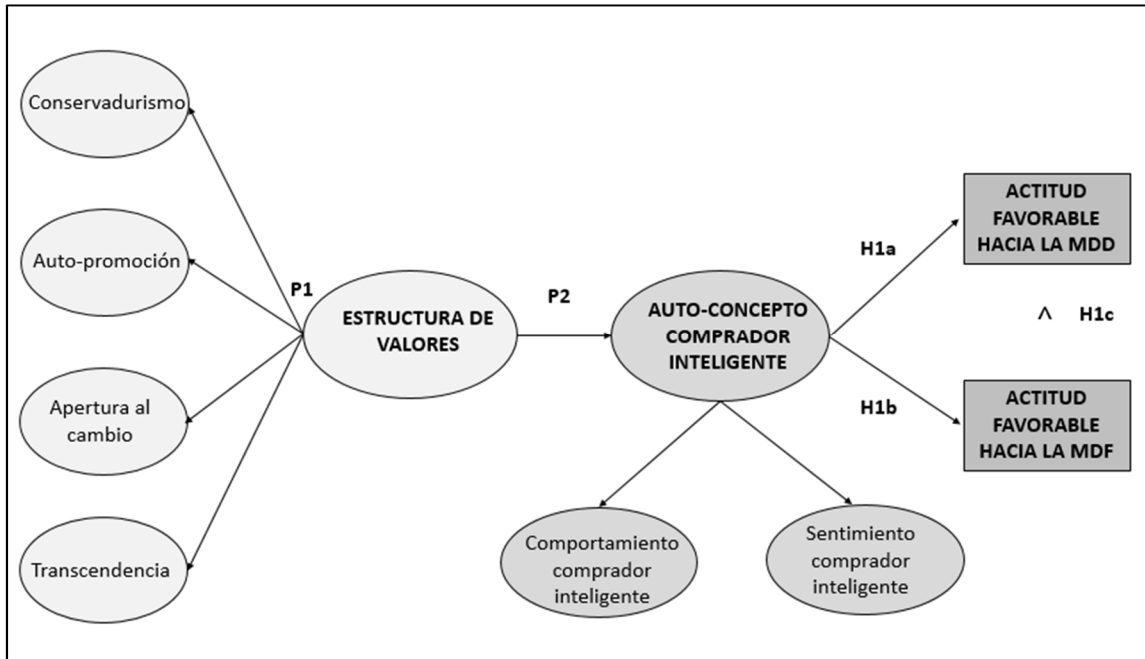 Conservadurismo
Auto-promoción
Apertura al
cambio
Transcendencia
P1
ESTRUCTURA DE
VALORES
P2
AUTO-CONCEPTO
COMPRADOR
INTELIGENTE
Comportamiento
comprador
inteligente
Sentimiento
comprador
inteligente
H1a
H1b
ACTITUD
FAVORABLE
HACIA LA MDD
^ H1c
ACTITUD
FAVORABLE
HACIA LA MDF